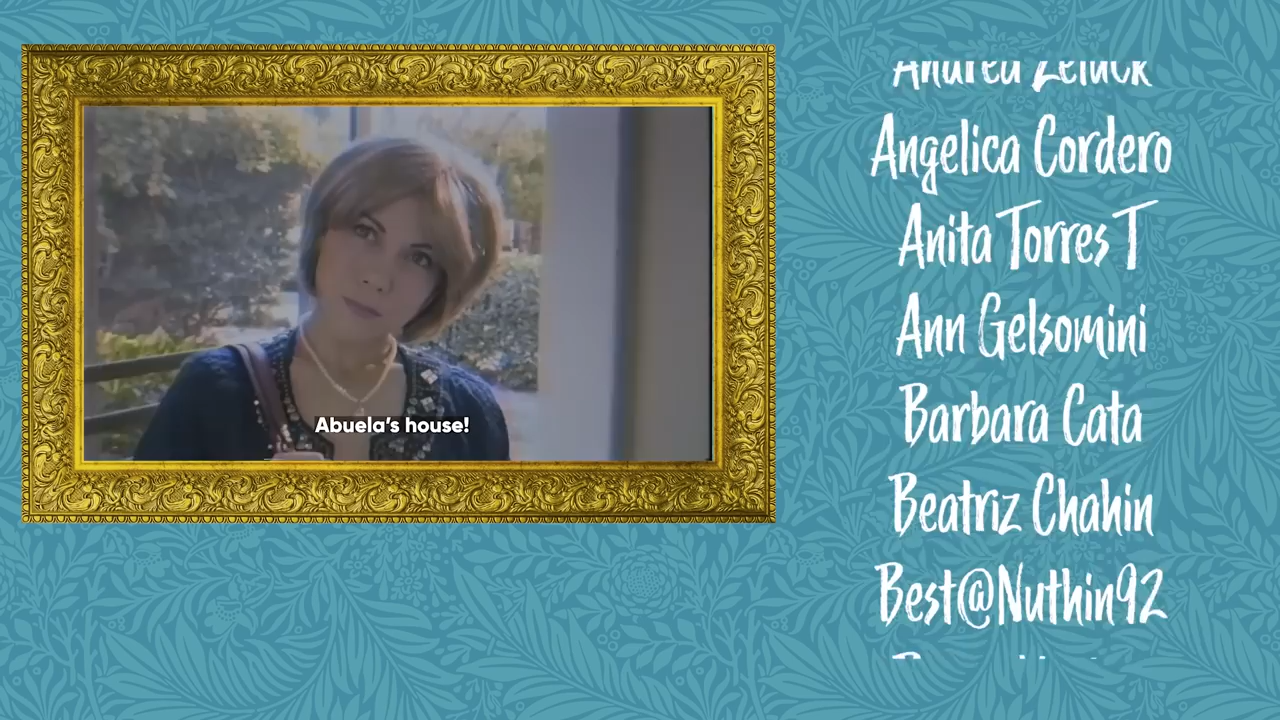 Abuela's house!
Angelica Cordero
Anita Torres T
Ann Gelsomini
Barbara Cata
Beatriz Chahin
Best@Nuthin92